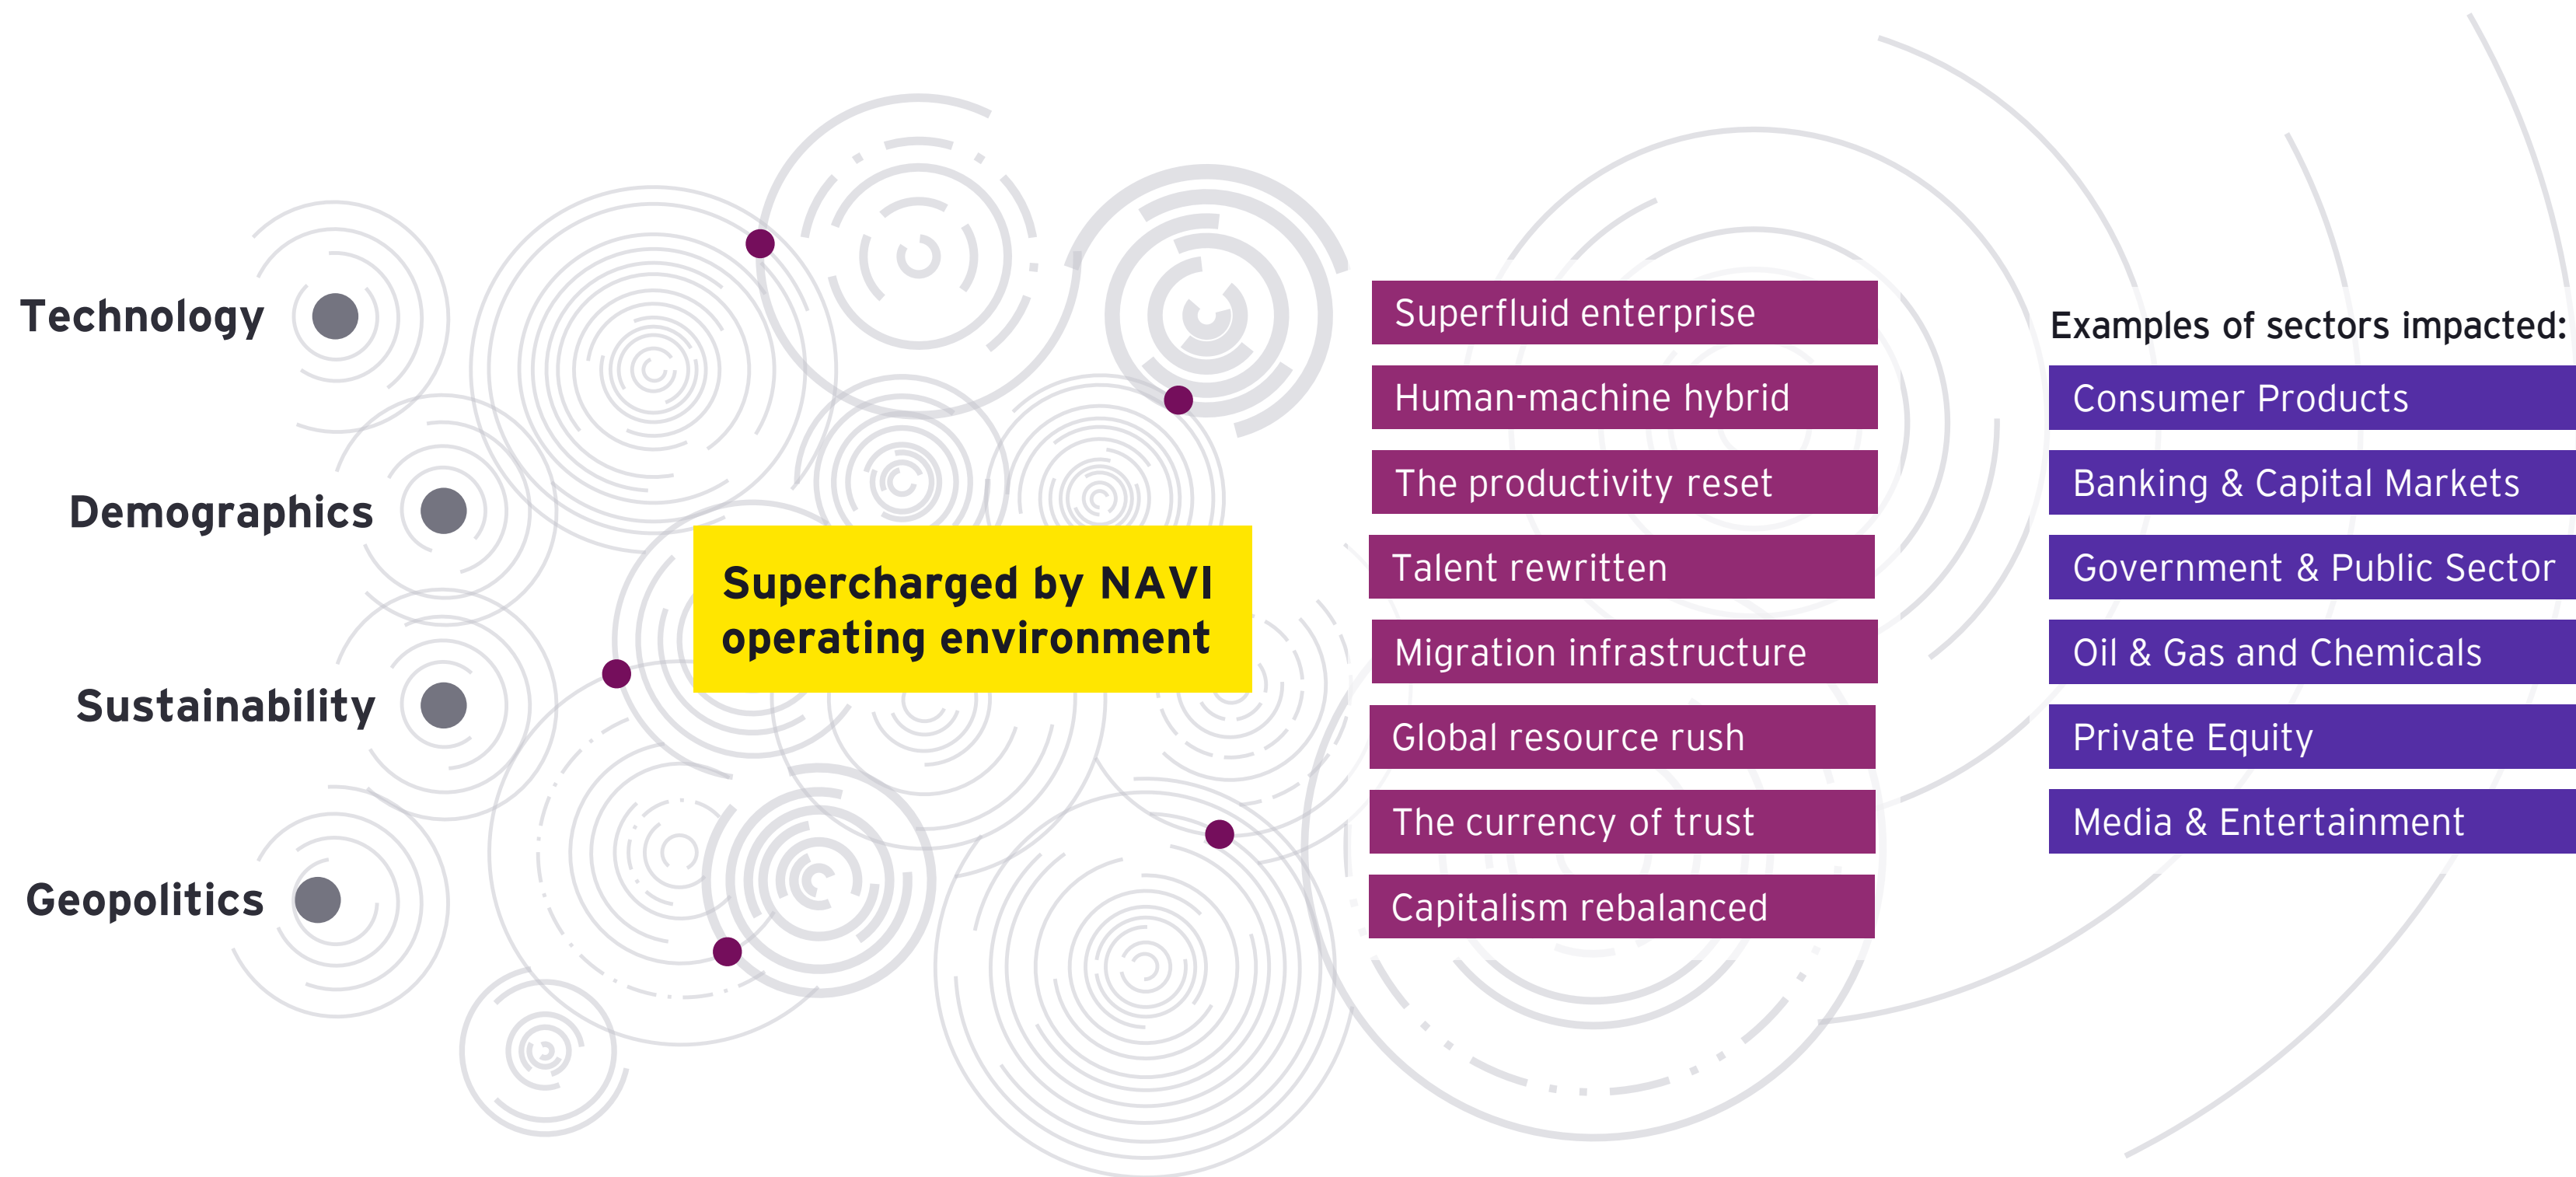 Technology
Demographics
Sustainability
Geopolitics
Supercharged by NAVI
operating environment
Superfluid enterprise
Human-machine hybrid
The productivity reset
Talent rewritten
Migration infrastructure
Global resource rush
The currency of trust
Capitalism rebalanced
Examples of sectors impacted:
Consumer Products
Banking & Capital Markets
Government & Public Sector
Oil & Gas and Chemicals
Private Equity
Media & Entertainment